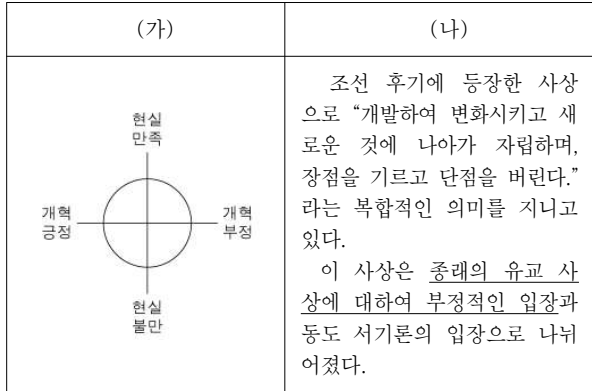 (가)
(나)
현실
만족
개혁
긍정
개혁
부정
현실
불만
조선 후기에 등장한 사상
으로 “개발하여 변화시키고 새
로운 것에 나아가 자립하며,
장점을 기르고 단점을 버린다.”
라는 복합적인 의미를 지니고
있다.
이 사상은 종래의 유교 사
상에 대하여 부정적인 입장과
동도 서기론의 입장으로 나뉘
어졌다.